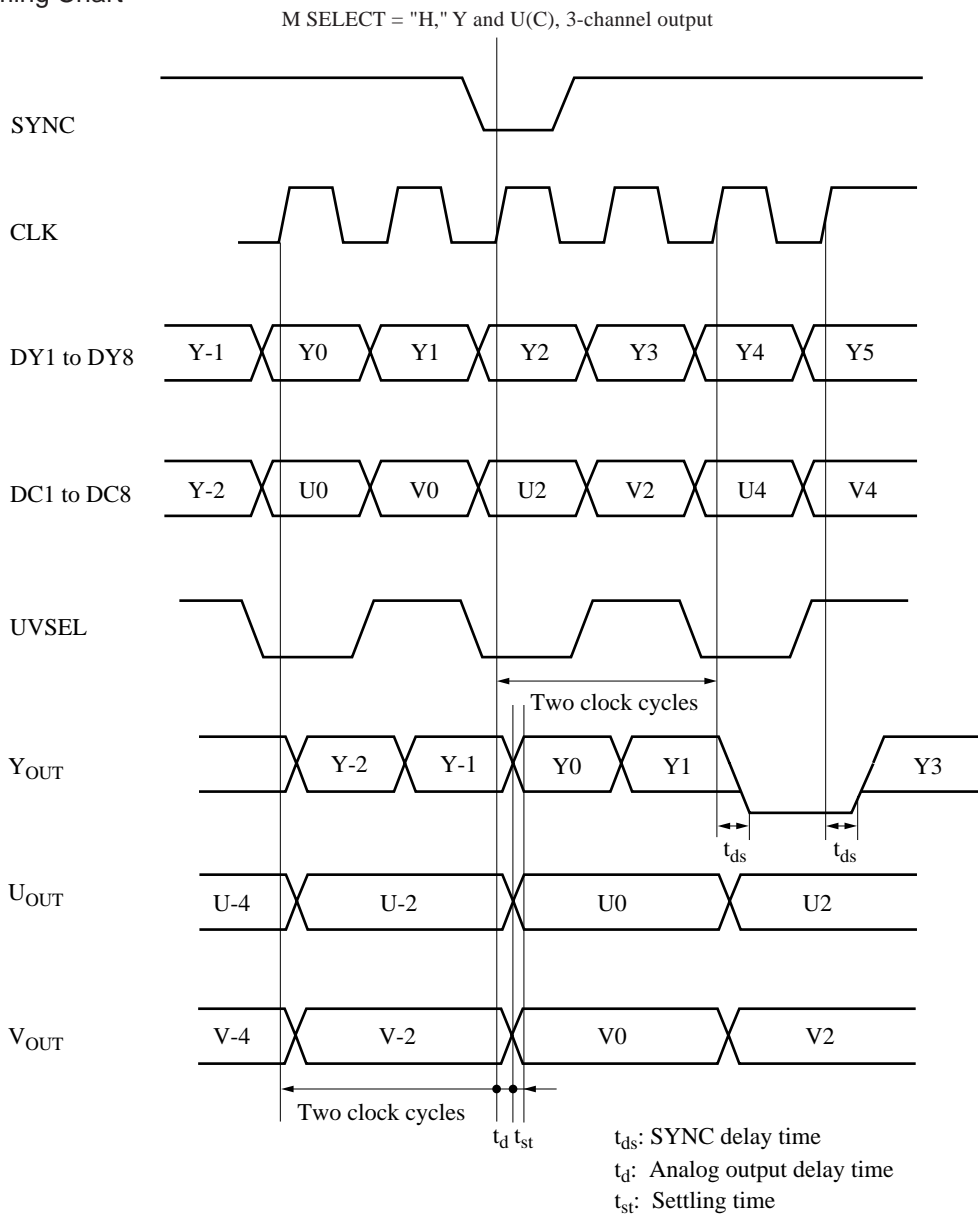 M SELECT = "H," Y and U(C), 3-channel output
SYNC
CLK
DY1 to DY8 Y-1 Y0 Y1 Y2 Y3 Y4 Y5
DC1 to DC8 Y-2 U0 V0 U2 V2 U4 V4
UVSEL
Two clock cycles
YOUT Y-2 Y-1 Y0 Y1 Y3
tds tds
UOUT U-4 U-2 U0 U2
VOUT V-4 V-2 V0 V2
Two clock cycles
td tst
tds: SYNC delay time
td: Analog output delay time
tst: Settling time